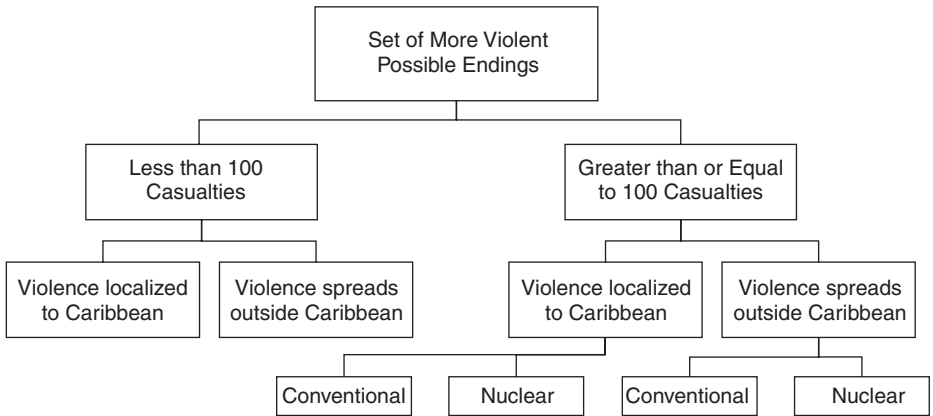 Set of More Violent
Possible Endings
Less than 100
Casualties
Greater than or Equal
to 100 Casualties
Violence localized
to Caribbean
Violence spreads
outside Caribbean
Violence localized
to Caribbean
Violence spreads
outside Caribbean
Conventional
Nuclear
Conventional
Nuclear